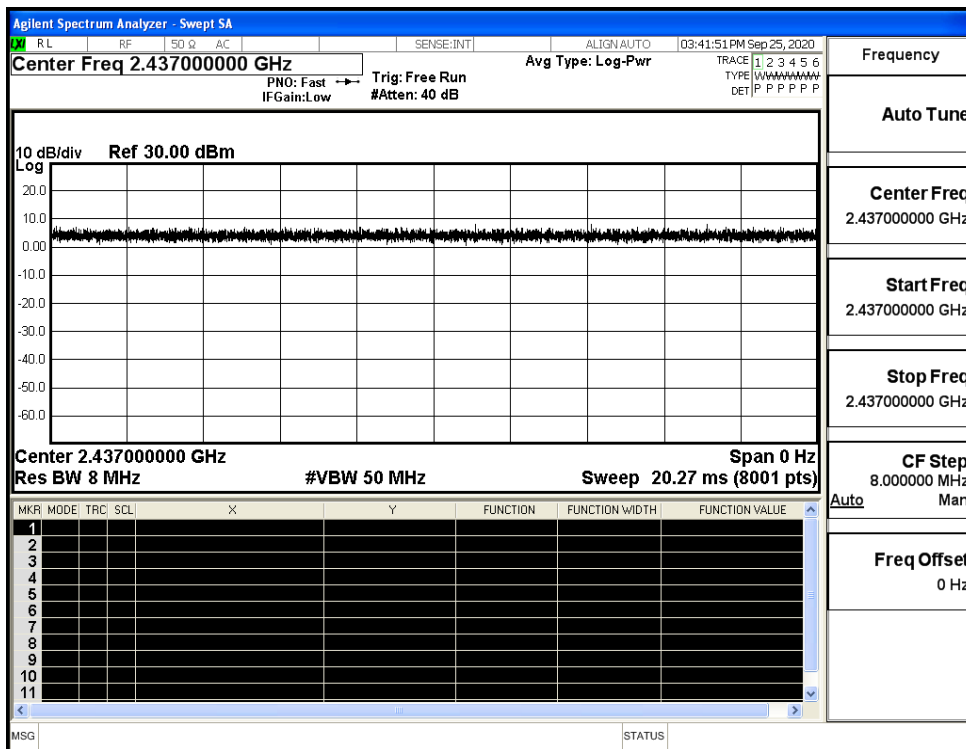 Agilent Spectrum Analyzer - Swept SA
LXI RL RF 50 Ω AC SENSE:INT ALIGNAUTO 03:41:51 PM Sep 25, 2020
Center Freq 2.437000000 GHz Avg Type: Log-Pwr TRACE 1 2 3 4 5 6
PNO: Fast Trig: Free Run TYPE WWWWWW
IFGain:Low #Atten: 40 dB DET P P P P P P
10 dB/div Ref 30.00 dBm
Log
20.0
10.0
0.00
-10.0
-20.0
-30.0
-40.0
-50.0
-60.0
Center 2.437000000 GHz Span 0 Hz
Res BW 8 MHz #VBW 50 MHz Sweep 20.27 ms (8001 pts)
MKR MODE TRC SCL X Y FUNCTION FUNCTION WIDTH FUNCTION VALUE
1
2
3
4
5
6
7
8
9
10
11
MSG STATUS
Frequency
Auto Tune
Center Freq
2.437000000 GHz
Start Freq
2.437000000 GHz
Stop Freq
2.437000000 GHz
CF Step
8.000000 MHz
Auto Man
Freq Offset
0 Hz